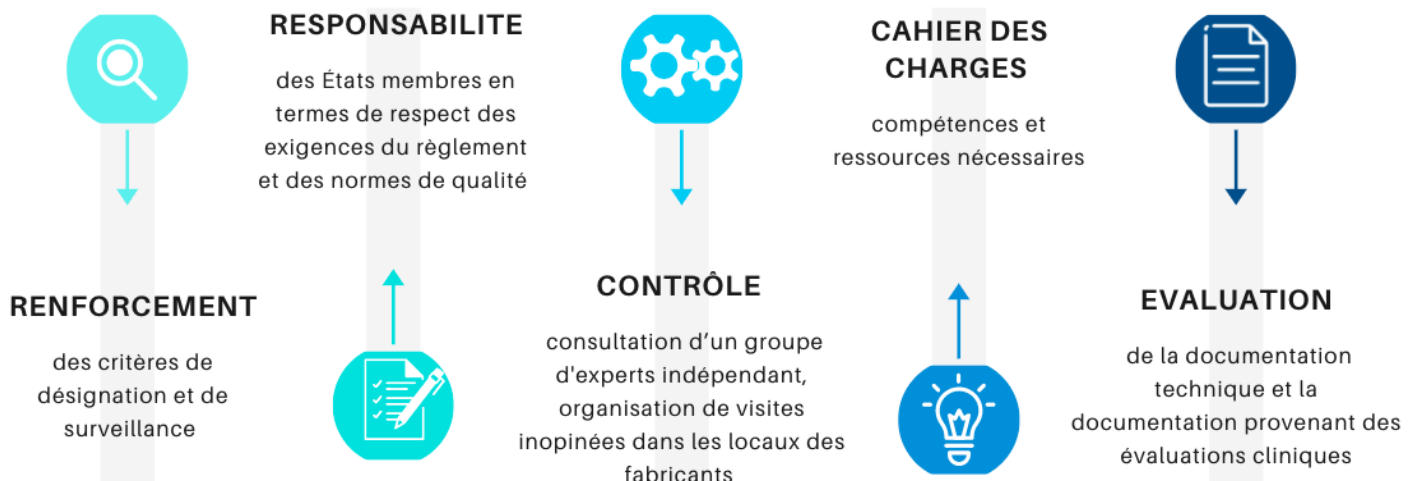 RENFORCEMENT
des critères de
désignation et de
surveillance
RESPONSABILITE
des États membres en
termes de respect des
exigences du règlement
et des normes de qualité
CONTRÔLE
consultation d’un groupe
d'experts indépendant,
organisation de visites
inopinées dans les locaux des
fabricants
CAHIER DES
CHARGES
compétences et
ressources nécessaires
EVALUATION
de la documentation
technique et la
documentation provenant des
évaluations cliniques